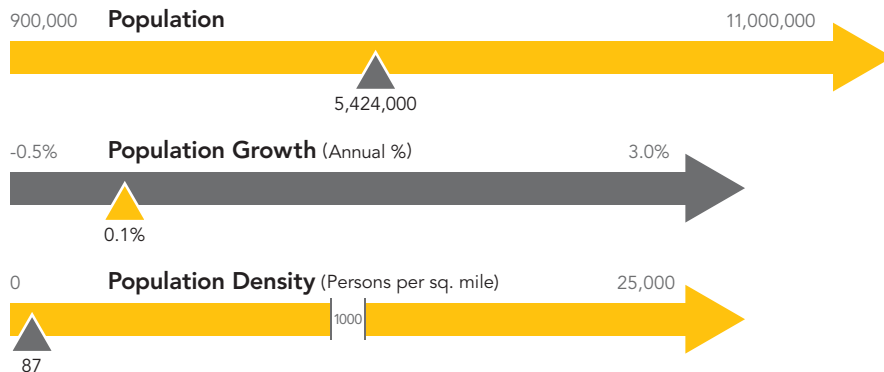 900,000 Population 11,000,000
5,424,000
-0.5% Population Growth (Annual %) 3.0%
0.1%
0 Population Density (Persons per sq. mile) 25,000
1000
87